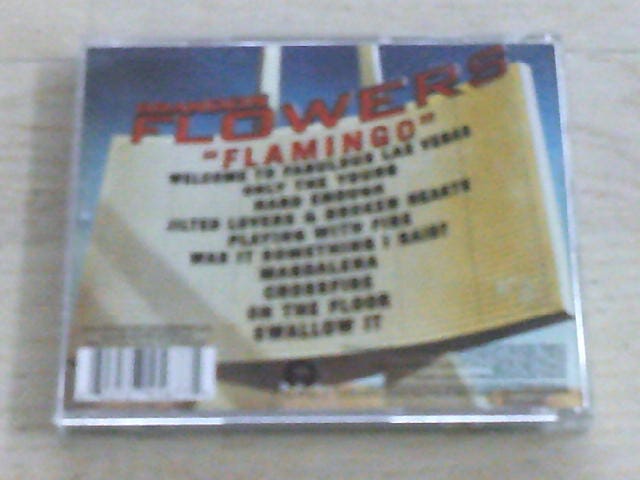 BRANDON
FLOWERS
"FLAMINGO"
WELCOME TO FABULOUS LAS VEGAS
ONLY THE YOUNG
HARD ENOUGH
JILTED LOVERS & BROKEN HEARTS
PLAYING WITH FIRE
WAS IT SOMETHING I SAID?
MAGDALENA
CROSSFIRE
ON THE FLOOR
SWALLOW IT